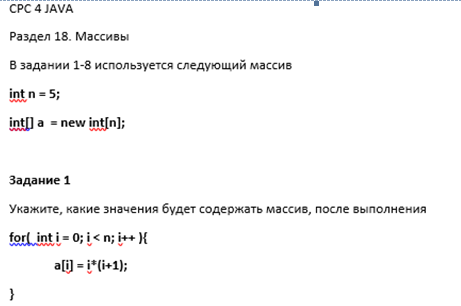 СРС 4 JAVA
Раздел 18. Массивы
В задании 1-8 используется следующий массив
int n = 5;
int[] a  = new int[n];
Задание 1
Укажите, какие значения будет содержать массив, после выполнения
for(  int i = 0; i < n; i++ ){
a[i] = i*(i+1);
}